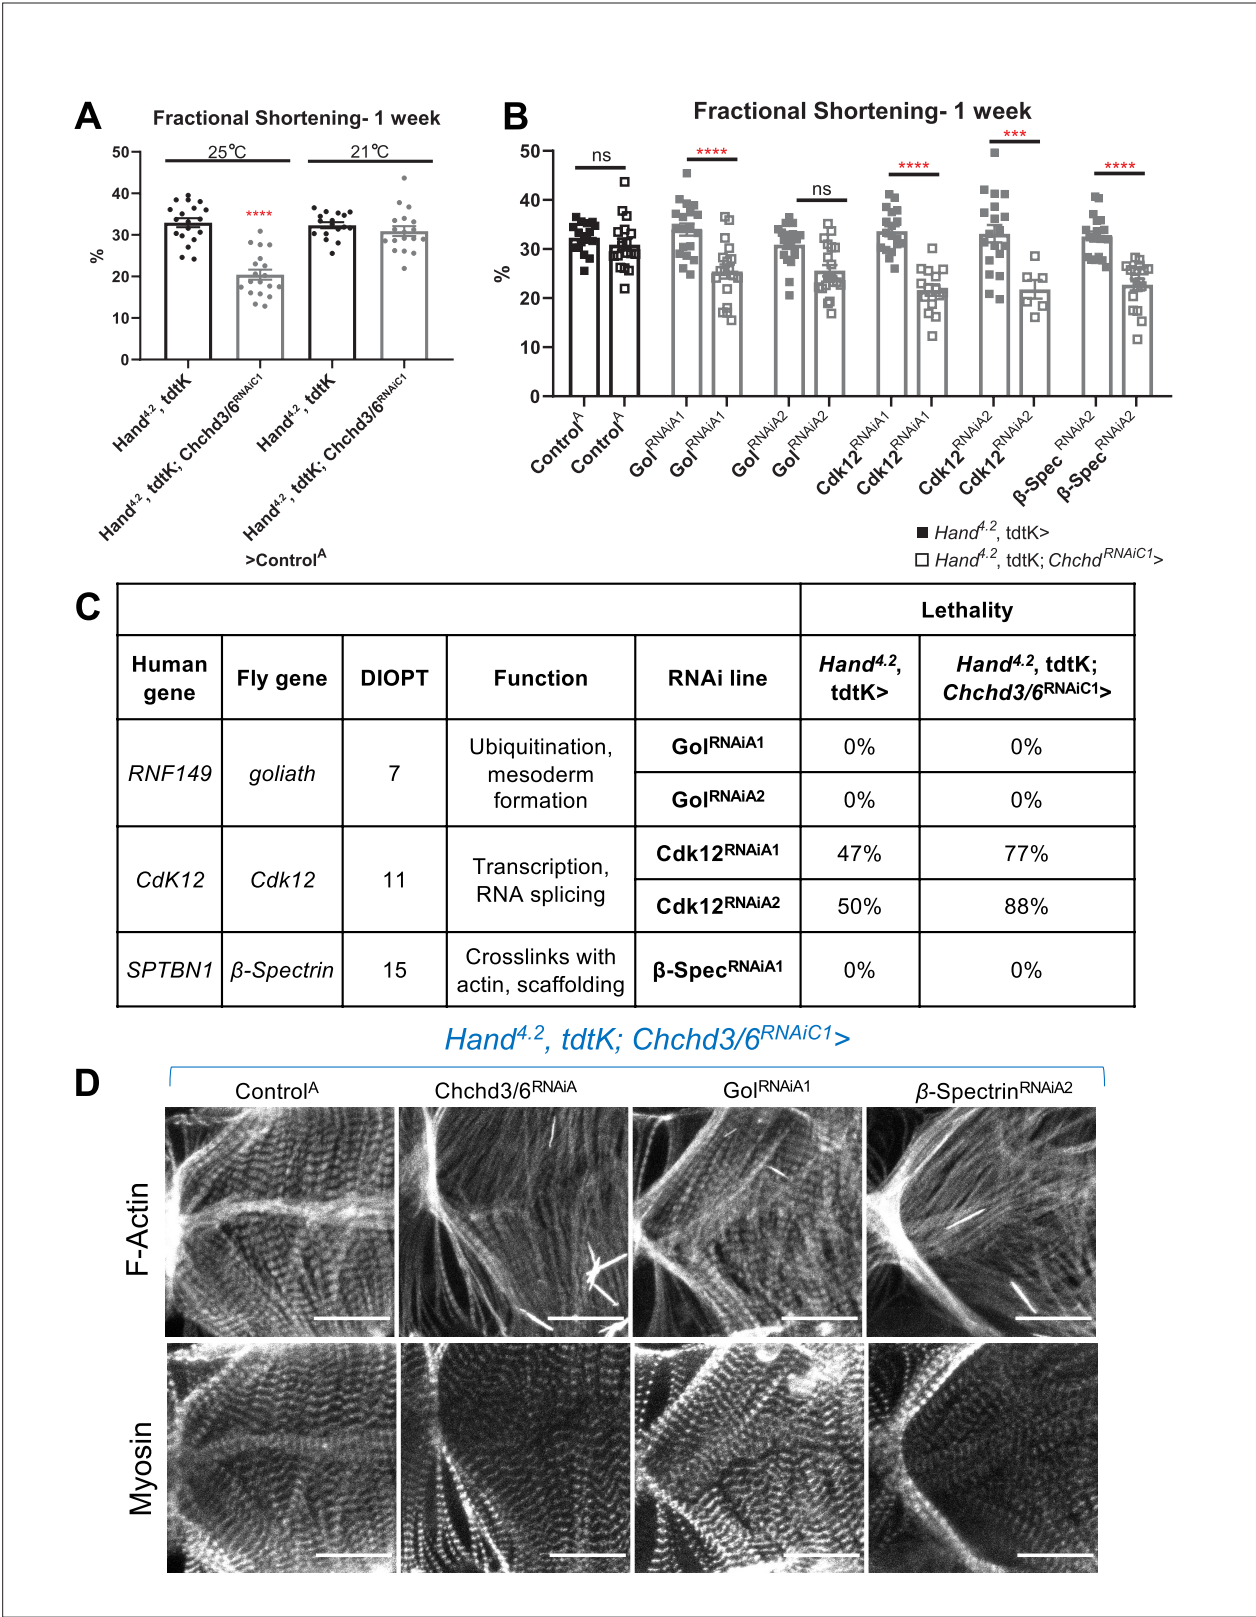 A
Fractional Shortening- 1 week
25℃
21℃
50
40
30
20
10
0
%
****
Hand4.2, tdtK
Hand4.2, tdtK; Chchd3/6RNAiC1
Hand4.2, tdtK
Hand4.2, tdtK; Chchd3/6RNAiC1
>ControlA
B
Fractional Shortening- 1 week
50
40
30
20
10
0
%
ns
****
ns
****
***
****
ControlA
ControlA
GolRNAiA1
GolRNAiA1
GolRNAiA2
GolRNAiA2
Cdk12RNAiA1
Cdk12RNAiA1
Cdk12RNAiA2
Cdk12RNAiA2
β-Spec RNAiA2
β-Spec RNAiA2
Hand4.2, tdtK>
Hand4.2, tdtK; Chchd RNAiC1>
C
Lethality
Human gene
Fly gene
DIOPT
Function
RNAi line
Hand4.2, tdtK>
Hand4.2, tdtK; Chchd3/6RNAiC1>
RNF149
goliath
7
Ubiquitination, mesoderm formation
GolRNAiA1
0%
0%
GolRNAiA2
0%
0%
CdK12
Cdk12
11
Transcription, RNA splicing
Cdk12RNAiA1
47%
77%
Cdk12RNAiA2
50%
88%
SPTBN1
β-Spectrin
15
Crosslinks with actin, scaffolding
β-SpecRNAiA1
0%
0%
Hand4.2, tdtK; Chchd3/6RNAiC1>
D
ControlA
Chchd3/6RNAiA
GolRNAiA1
β-SpectrinRNAiA2
F-Actin
Myosin